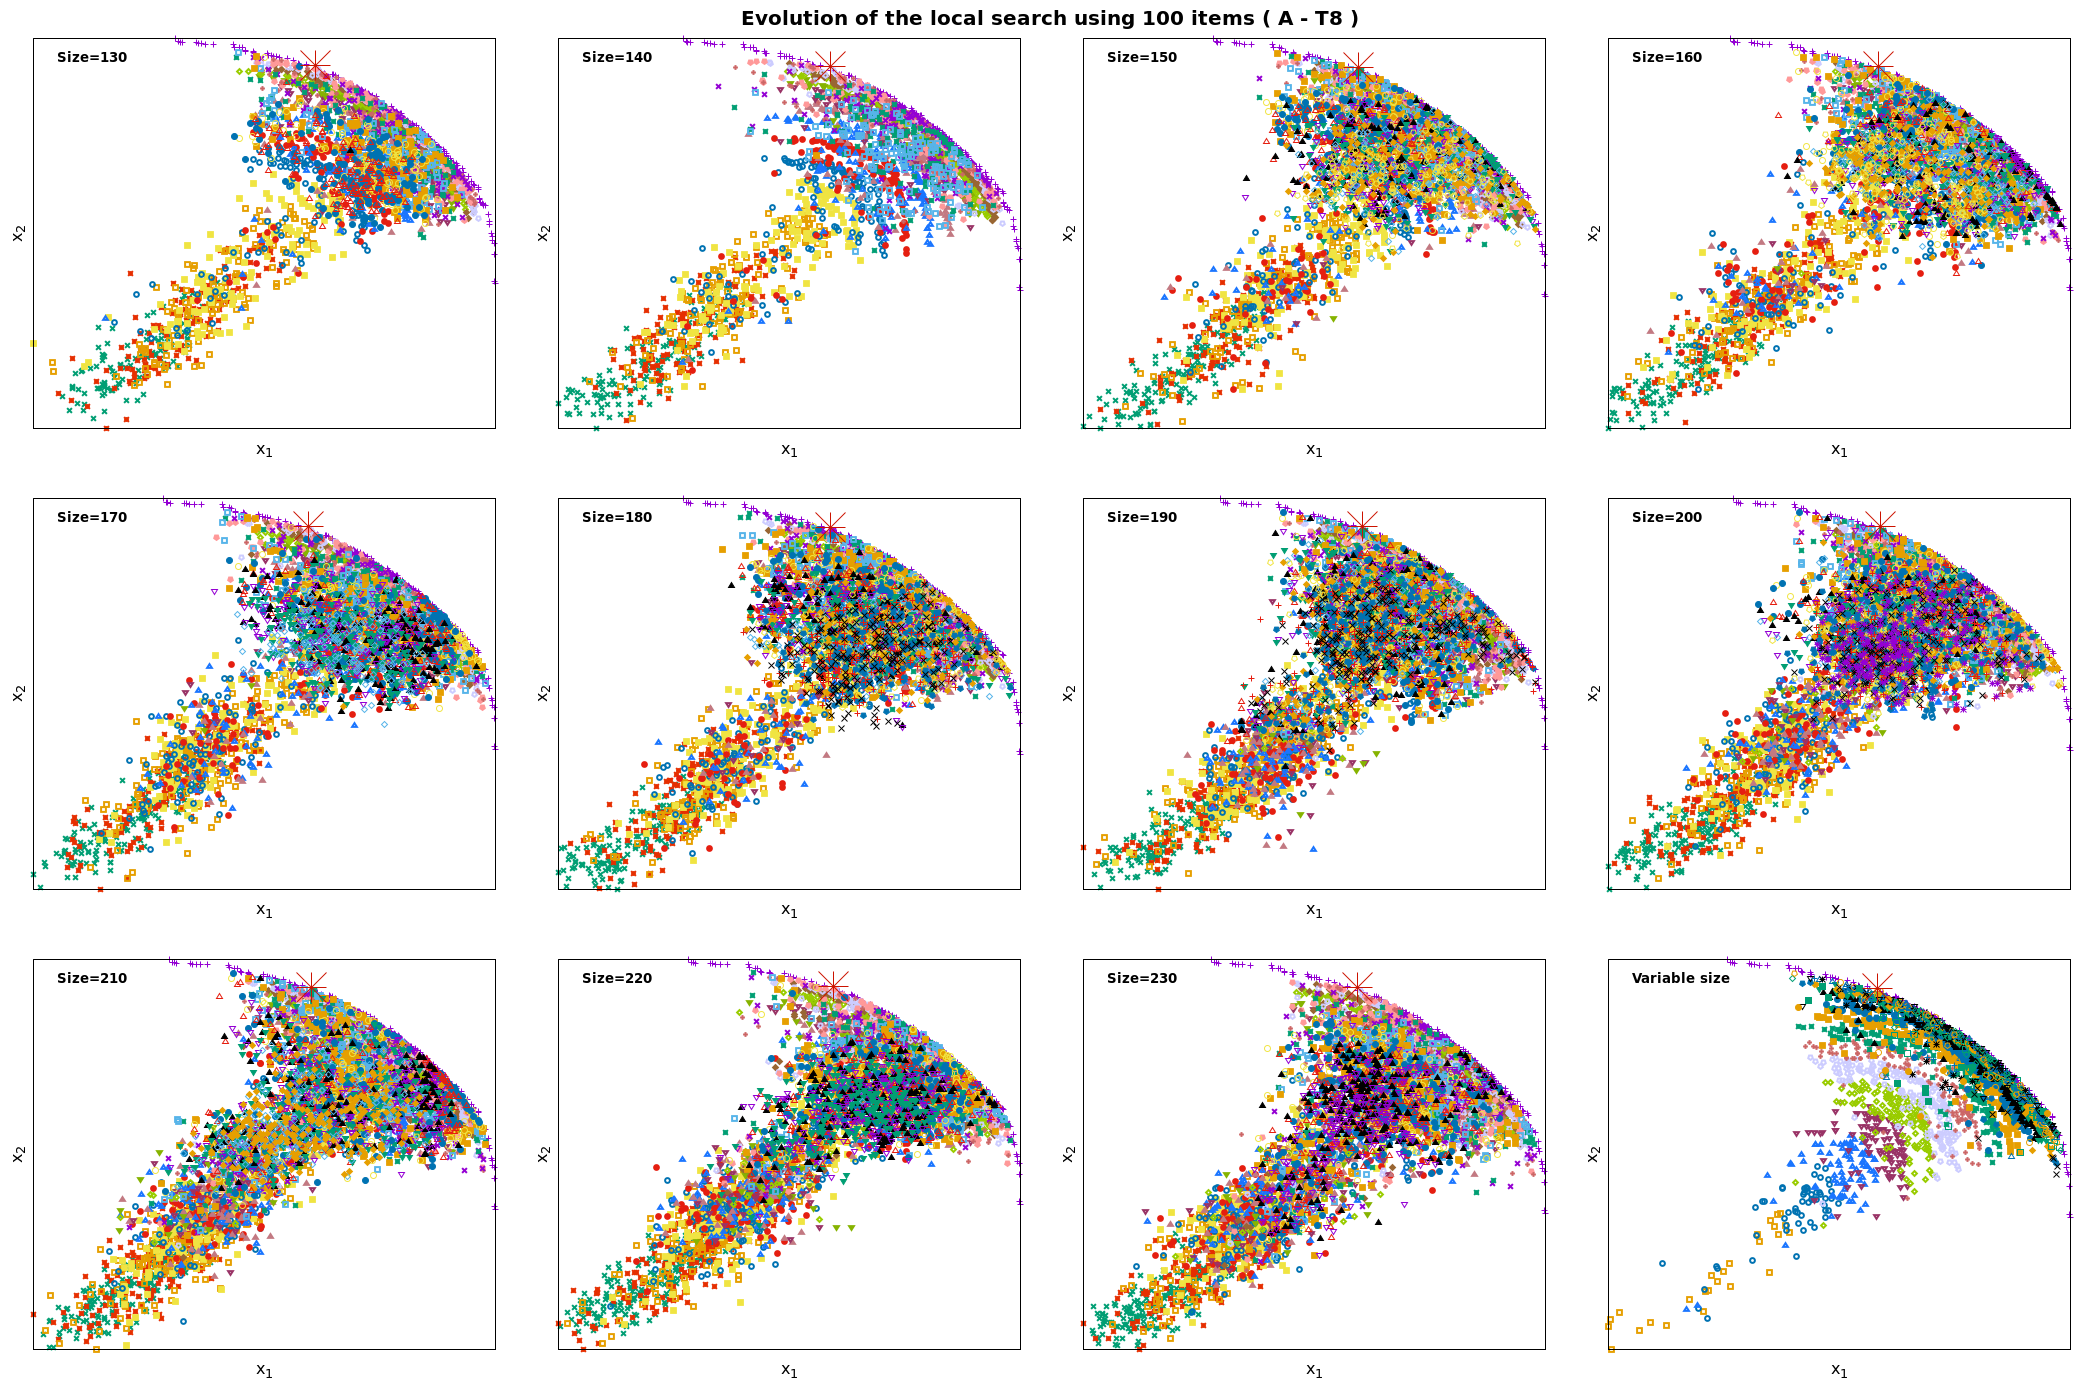 Evolution of the local search using 100 items ( A - T8 )
Size=130
Size=140
Size=150
Size=160
x2
x2
x2
x2
x1
x1
x1
x1
Size=170
Size=180
Size=190
Size=200
x2
x2
x2
x2
x1
x1
x1
x1
Size=210
Size=220
Size=230
Variable size
x2
x2
x2
x2
x1
x1
x1
x1